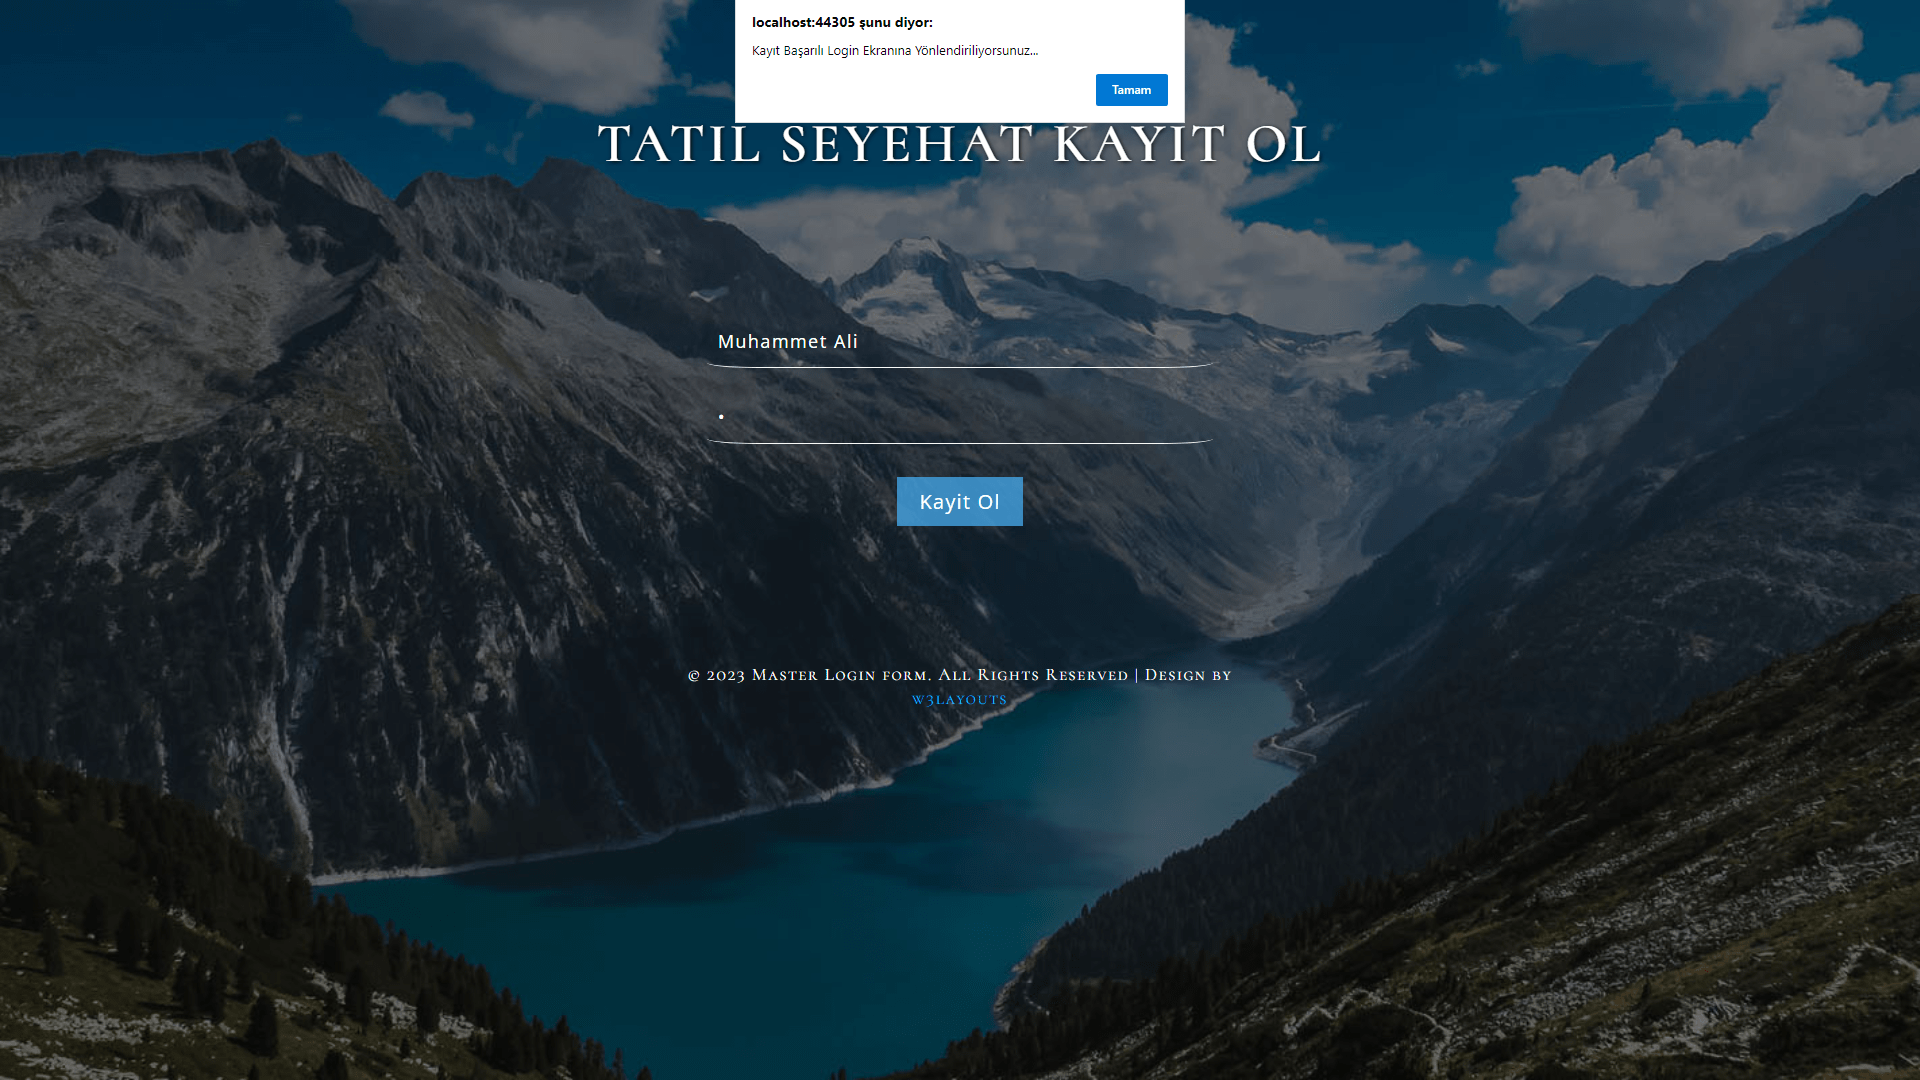 localhost:44305 şunu diyor:
Kayıt Başarılı Login Ekranına Yönlendiriliyorsunuz...
Tamam
TATIL SEYEHAT KAYIT OL
Muhammet Ali
•
Kayit Ol
© 2023 Master Login form. All Rights Reserved | Design by
w3layouts